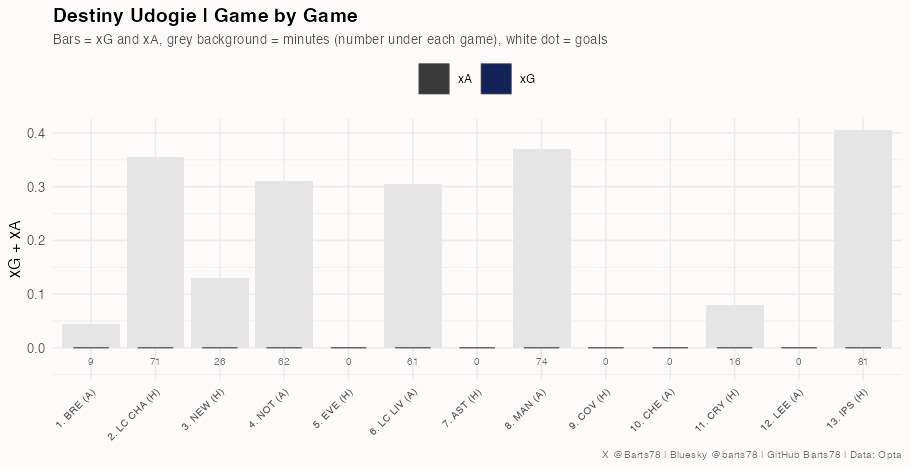 Destiny Udogie | Game by Game
Bars = xG and xA, grey background = minutes (number under each game), white dot = goals
xA xG
xG + xA
0.4
0.3
0.2
0.1
0.0
9 71 26 62 0 61 0 74 0 0 16 0 81
1. BRE (A)
2. LC CHA (H)
3. NEW (H)
4. NOT (A)
5. EVE (H)
6. LC LIV (A)
7. AST (H)
8. MAN (A)
9. COV (H)
10. CHE (A)
11. CRY (H)
12. LEE (A)
13. IPS (H)
X @Barts78 | Bluesky @barts78 | GitHub Barts78 | Data: Opta